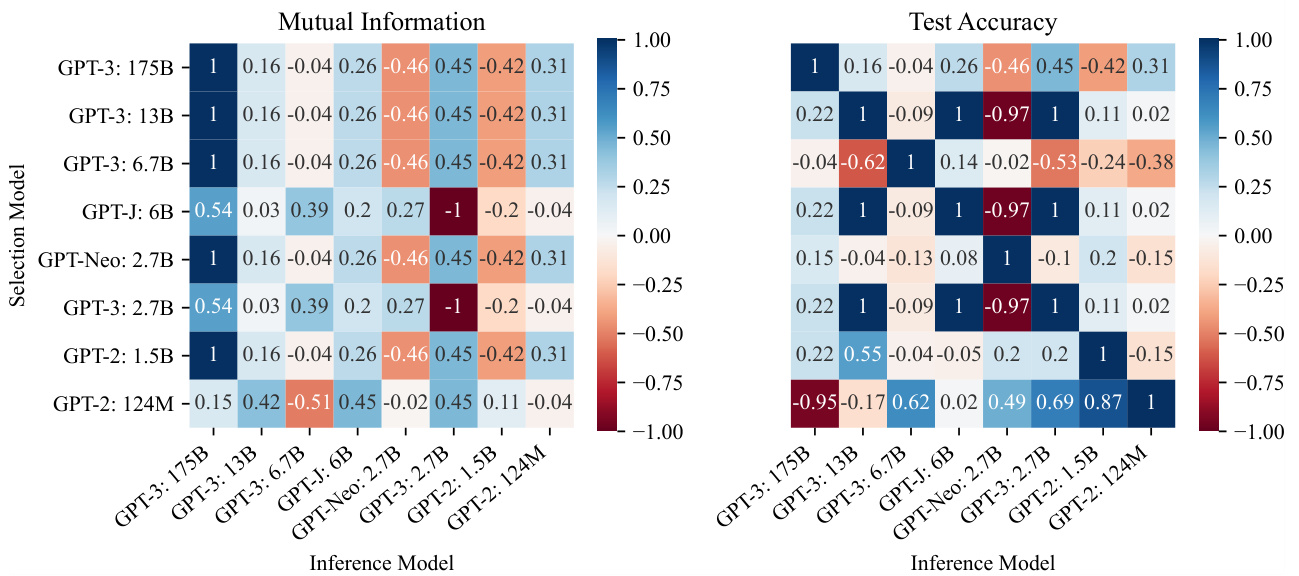 Mutual Information
Selection Model
GPT-3: 175B 1 0.16 -0.04 0.26 -0.46 0.45 -0.42 0.31
GPT-3: 13B 1 0.16 -0.04 0.26 -0.46 0.45 -0.42 0.31
GPT-3: 6.7B 1 0.16 -0.04 0.26 -0.46 0.45 -0.42 0.31
GPT-J: 6B 0.54 0.03 0.39 0.2 0.27 -1 -0.2 -0.04
GPT-Neo: 2.7B 1 0.16 -0.04 0.26 -0.46 0.45 -0.42 0.31
GPT-3: 2.7B 0.54 0.03 0.39 0.2 0.27 -1 -0.2 -0.04
GPT-2: 1.5B 1 0.16 -0.04 0.26 -0.46 0.45 -0.42 0.31
GPT-2: 124M 0.15 0.42 -0.51 0.45 -0.02 0.45 0.11 -0.04
GPT-3: 175B
GPT-3: 13B
GPT-3: 6.7B
GPT-J: 6B
GPT-Neo: 2.7B
GPT-3: 2.7B
GPT-2: 1.5B
GPT-2: 124M
Inference Model
1.00
0.75
0.50
0.25
0.00
−0.25
−0.50
−0.75
−1.00
Test Accuracy
1 0.16 -0.04 0.26 -0.46 0.45 -0.42 0.31
0.22 1 -0.09 1 -0.97 1 0.11 0.02
-0.04 -0.62 1 0.14 -0.02 -0.53 -0.24 -0.38
0.22 1 -0.09 1 -0.97 1 0.11 0.02
0.15 -0.04 -0.13 0.08 1 -0.1 0.2 -0.15
0.22 1 -0.09 1 -0.97 1 0.11 0.02
0.22 0.55 -0.04 -0.05 0.2 0.2 1 -0.15
-0.95 -0.17 0.62 0.02 0.49 0.69 0.87 1
GPT-3: 175B
GPT-3: 13B
GPT-3: 6.7B
GPT-J: 6B
GPT-Neo: 2.7B
GPT-3: 2.7B
GPT-2: 1.5B
GPT-2: 124M
Inference Model
1.00
0.75
0.50
0.25
0.00
−0.25
−0.50
−0.75
−1.00